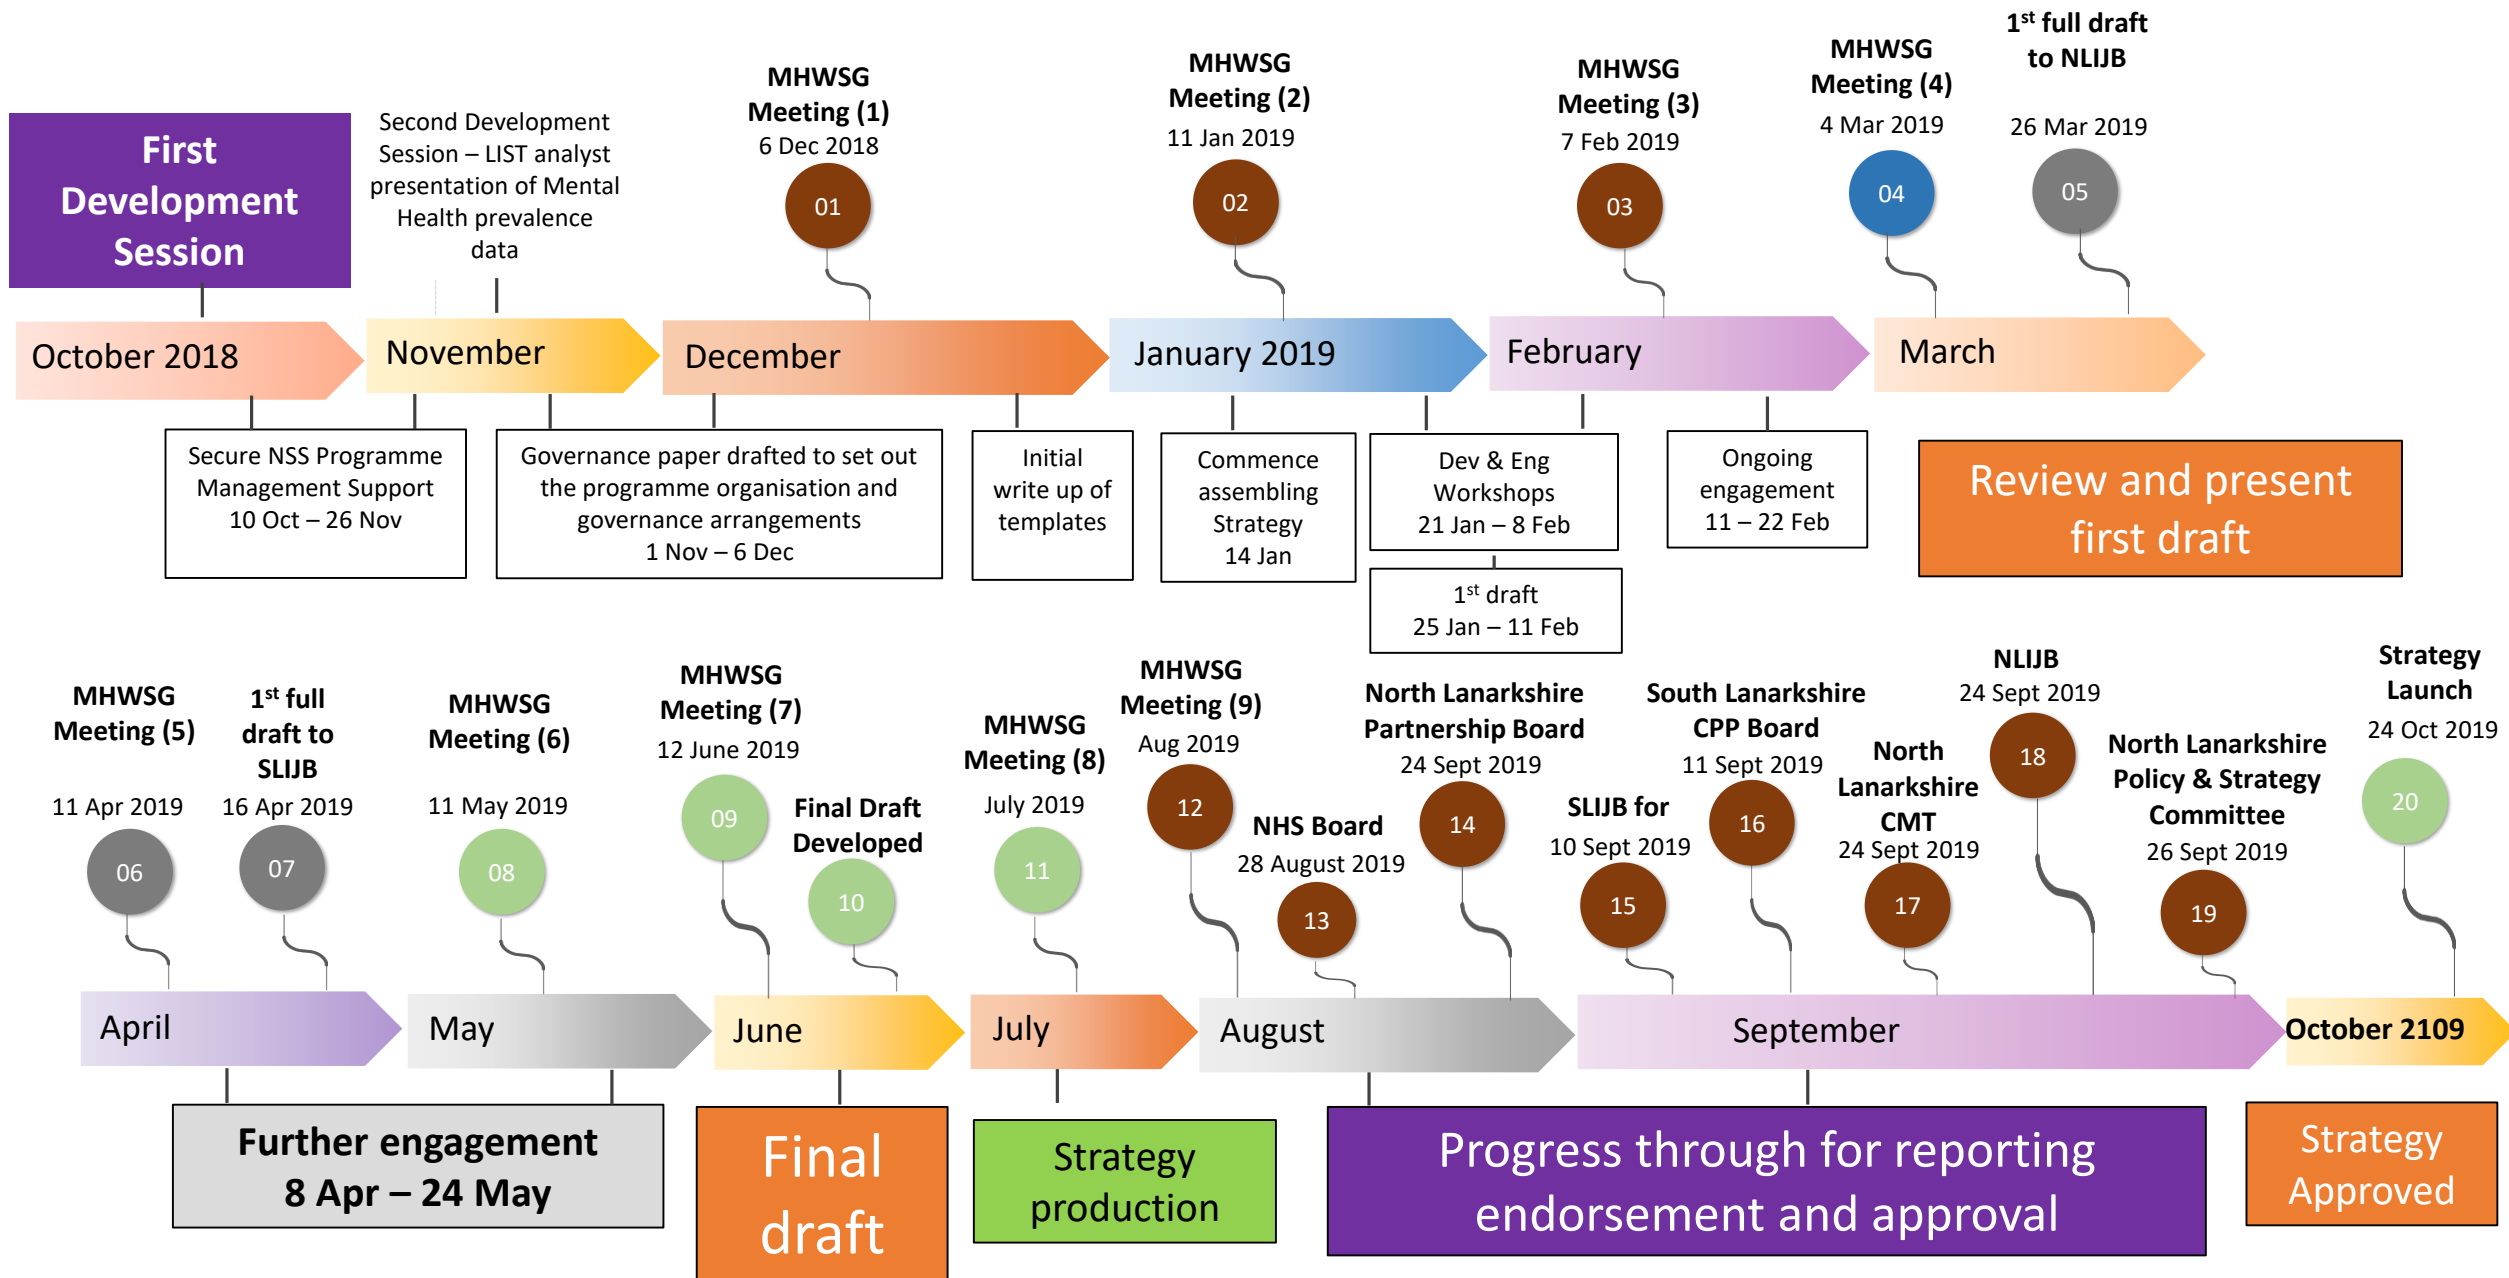 First
Development
Session
Second Development
Session – LIST analyst
presentation of Mental
Health prevalence
data
MHWSG
Meeting (1)
6 Dec 2018
01
MHWSG
Meeting (2)
11 Jan 2019
02
MHWSG
Meeting (3)
7 Feb 2019
03
MHWSG
Meeting (4)
4 Mar 2019
04
1st full draft
to NLIJB
26 Mar 2019
05
October 2018
November
December
January 2019
February
March
Secure NSS Programme
Management Support
10 Oct – 26 Nov
Governance paper drafted to set out
the programme organisation and
governance arrangements
1 Nov – 6 Dec
Initial
write up of
templates
Commence
assembling
Strategy
14 Jan
Dev & Eng
Workshops
21 Jan – 8 Feb
1st draft
25 Jan – 11 Feb
Ongoing
engagement
11 – 22 Feb
Review and present
first draft
MHWSG
Meeting (5)
11 Apr 2019
06
1st full
draft to
SLIJB
16 Apr 2019
07
MHWSG
Meeting (6)
11 May 2019
08
MHWSG
Meeting (7)
12 June 2019
09
Final Draft
Developed
10
MHWSG
Meeting (8)
July 2019
11
MHWSG
Meeting (9)
Aug 2019
12
NHS Board
28 August 2019
13
North Lanarkshire
Partnership Board
24 Sept 2019
14
SLIJB for
10 Sept 2019
15
South Lanarkshire
CPP Board
11 Sept 2019
16
North
Lanarkshire
CMT
24 Sept 2019
17
NLIJB
24 Sept 2019
18
North Lanarkshire
Policy & Strategy
Committee
26 Sept 2019
19
Strategy
Launch
24 Oct 2019
20
April
May
June
July
August
September
October 2109
Further engagement
8 Apr – 24 May
Final
draft
Strategy
production
Progress through for reporting
endorsement and approval
Strategy
Approved